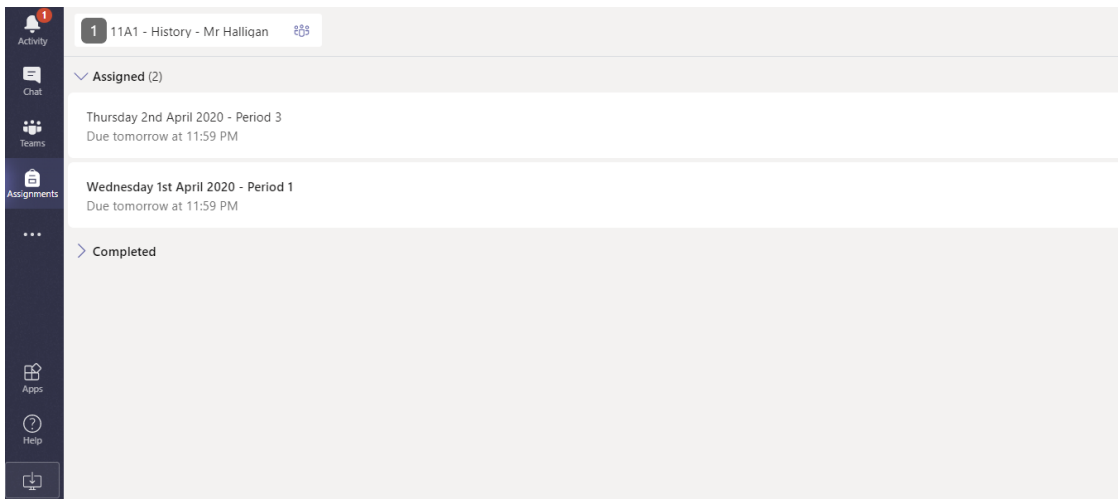 1
Activity
Chat
Teams
Assignments
Apps
Help
1 11A1 - History - Mr Halligan
Assigned (2)
Thursday 2nd April 2020 - Period 3
Due tomorrow at 11:59 PM
Wednesday 1st April 2020 - Period 1
Due tomorrow at 11:59 PM
Completed